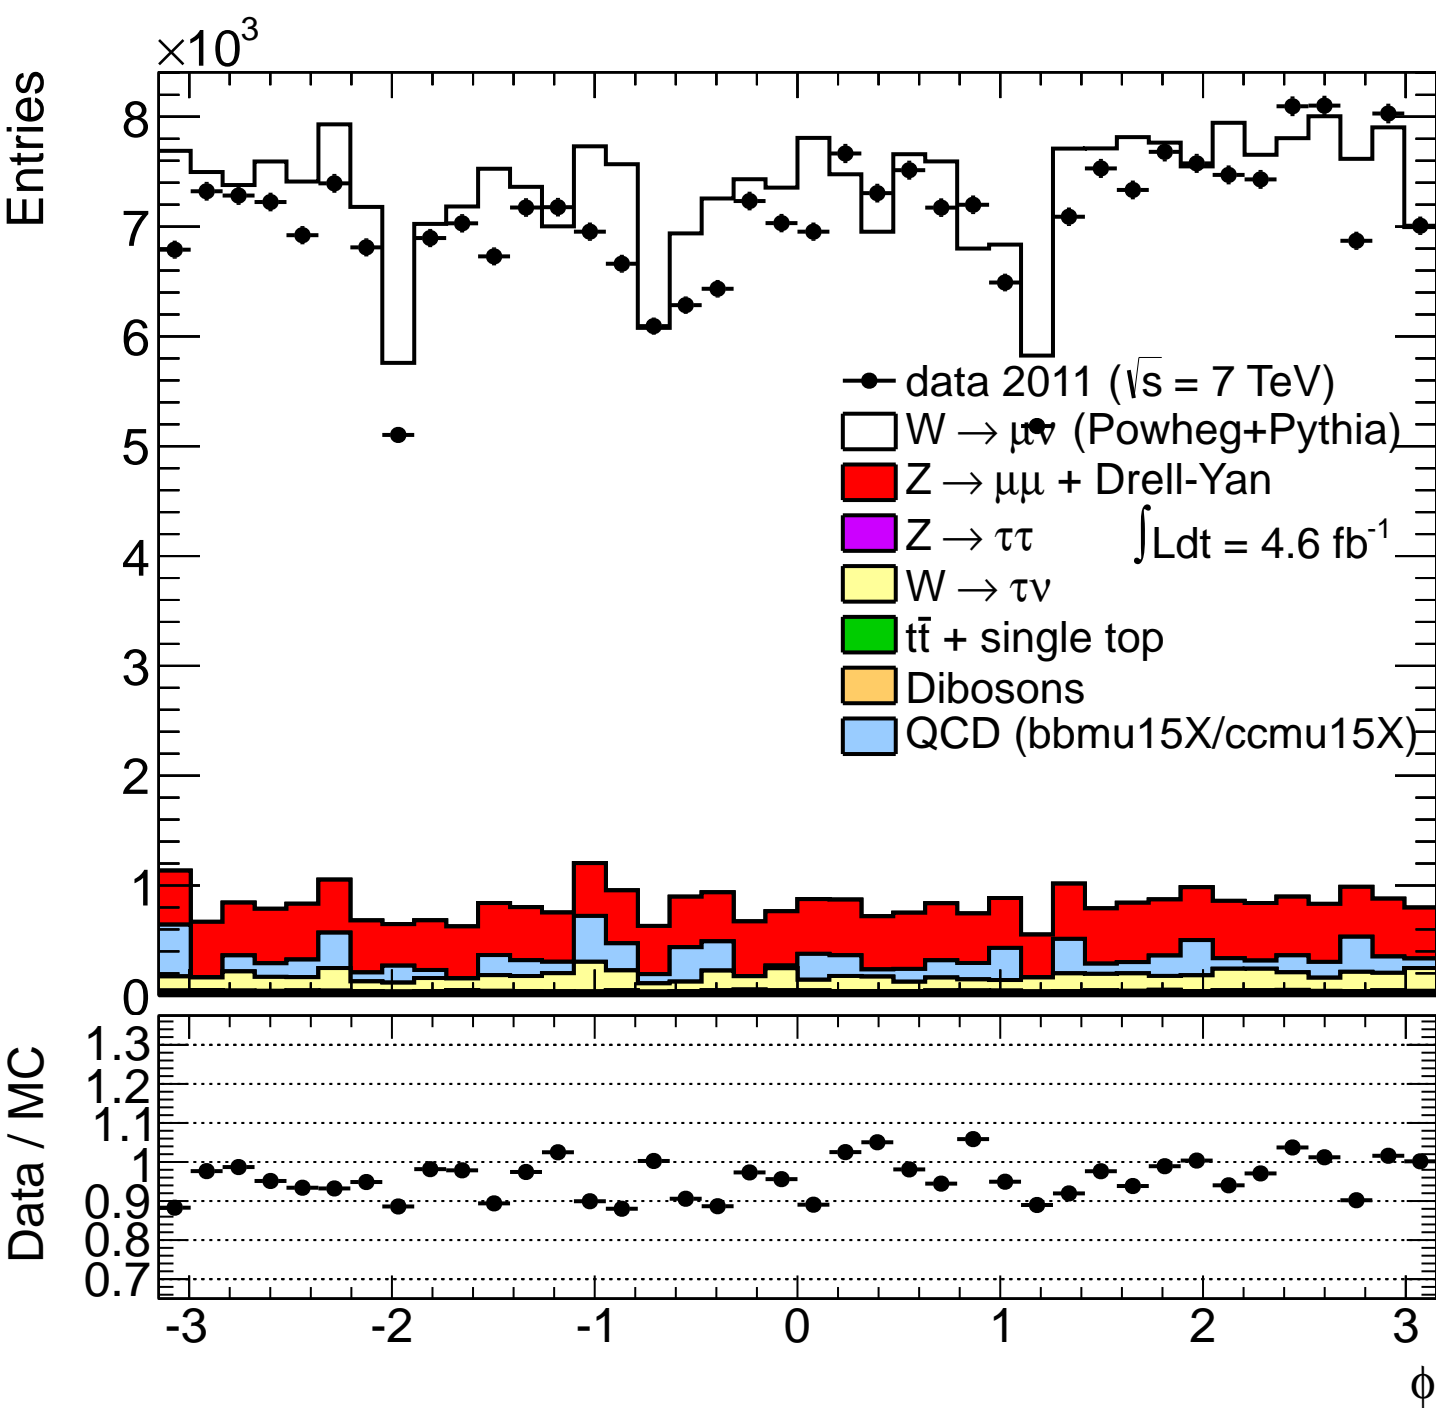 ×10³
Entries
8
7
6
5
4
3
2
1
0
data 2011 (√s = 7 TeV)
W → μν (Powheg+Pythia)
Z → μμ + Drell-Yan
Z → ττ
∫Ldt = 4.6 fb⁻¹
W → τν
tt̄ + single top
Dibosons
QCD (bbmu15X/ccmu15X)
Data / MC
1.3
1.2
1.1
1
0.9
0.8
0.7
-3 -2 -1 0 1 2 3
ϕ